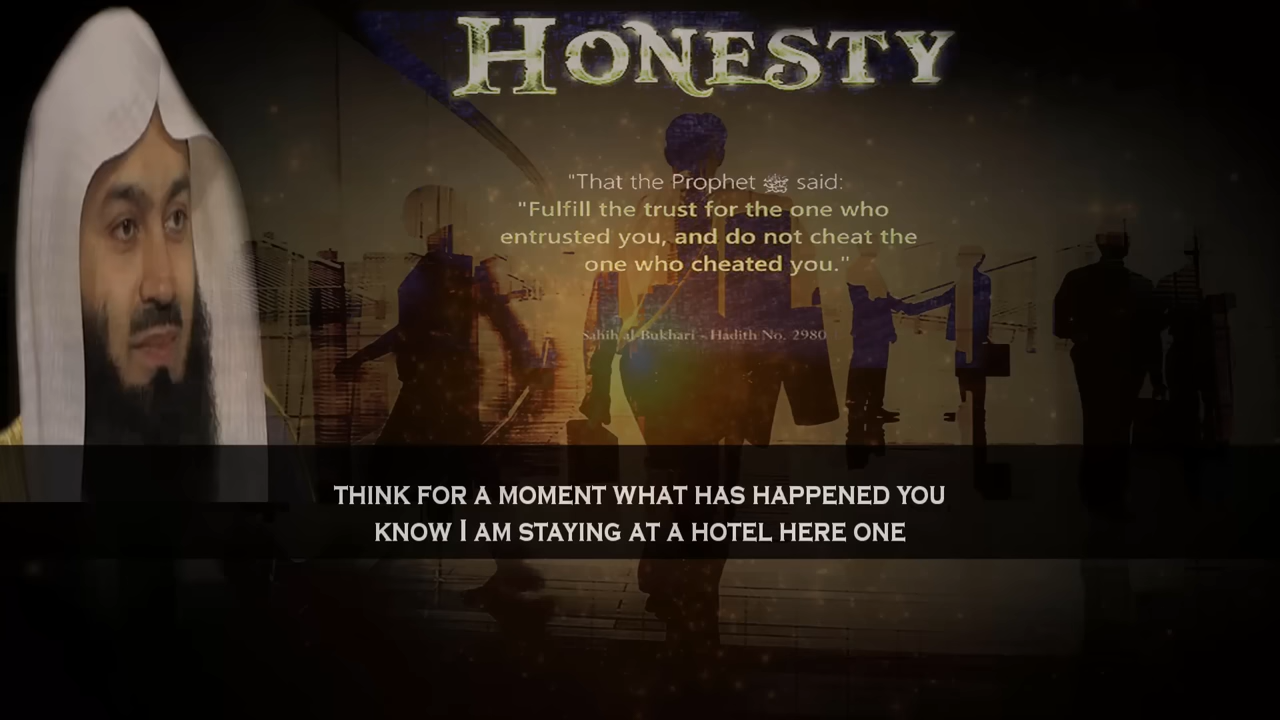 HONESTY
"That the Prophet ﷺ said:
"Fulfill the trust for the one who
entrusted you, and do not cheat the
one who cheated you."
Sahih al-Bukhari - Hadith No. 2980
THINK FOR A MOMENT WHAT HAS HAPPENED YOU
KNOW I AM STAYING AT A HOTEL HERE ONE